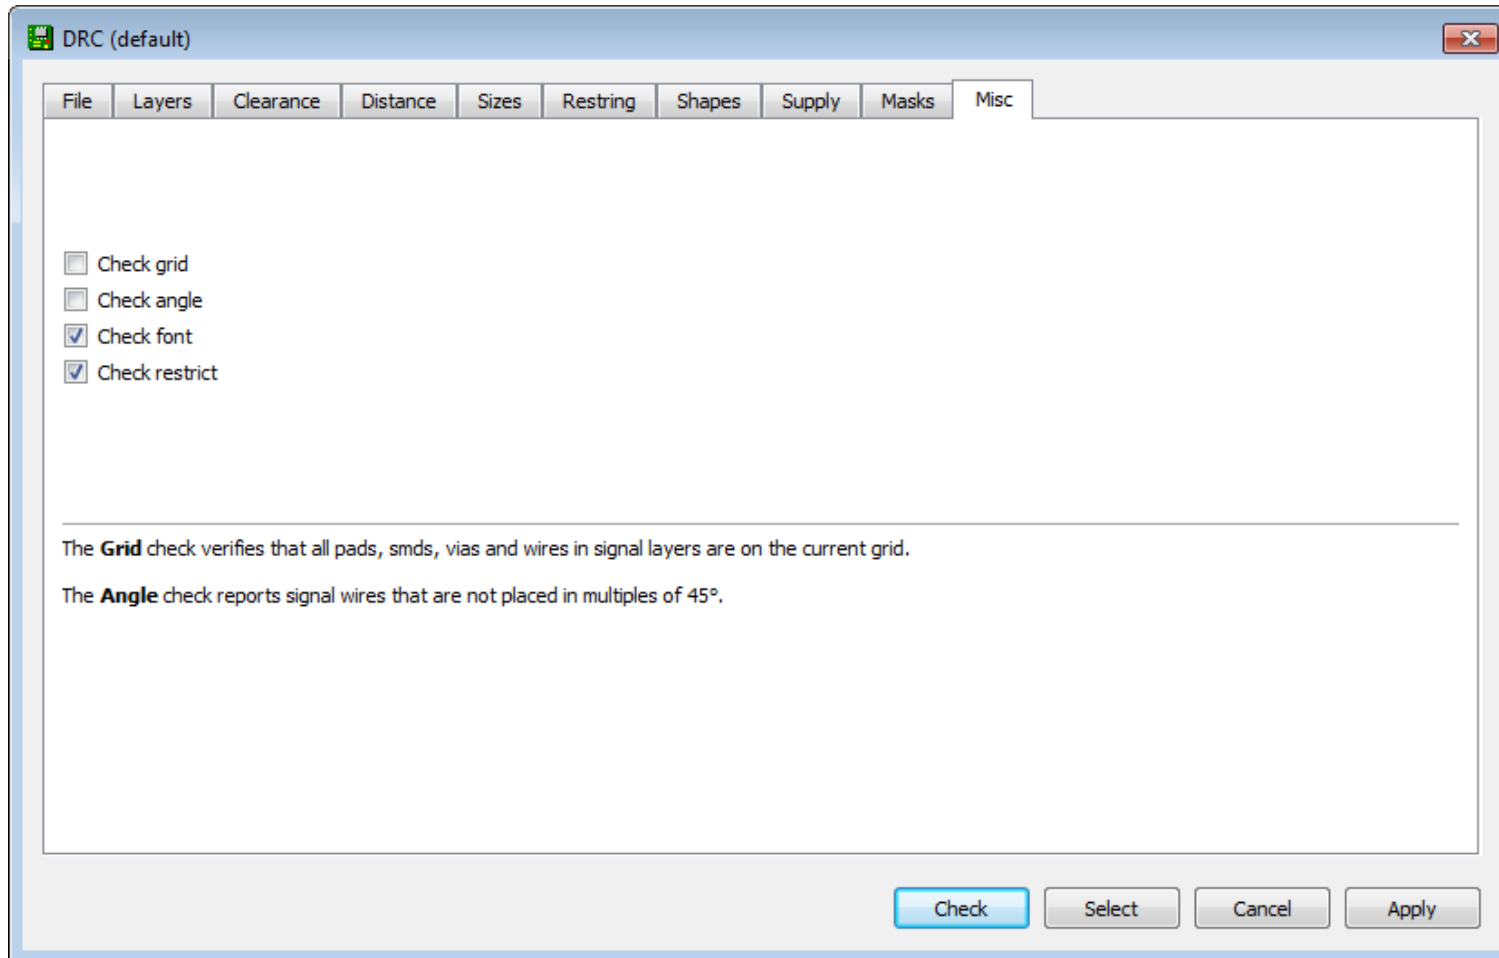 DRC (default)
File Layers Clearance Distance Sizes Restring Shapes Supply Masks Misc
Check grid
Check angle
Check font
Check restrict
The Grid check verifies that all pads, smds, vias and wires in signal layers are on the current grid.
The Angle check reports signal wires that are not placed in multiples of 45°.
Check Select Cancel Apply